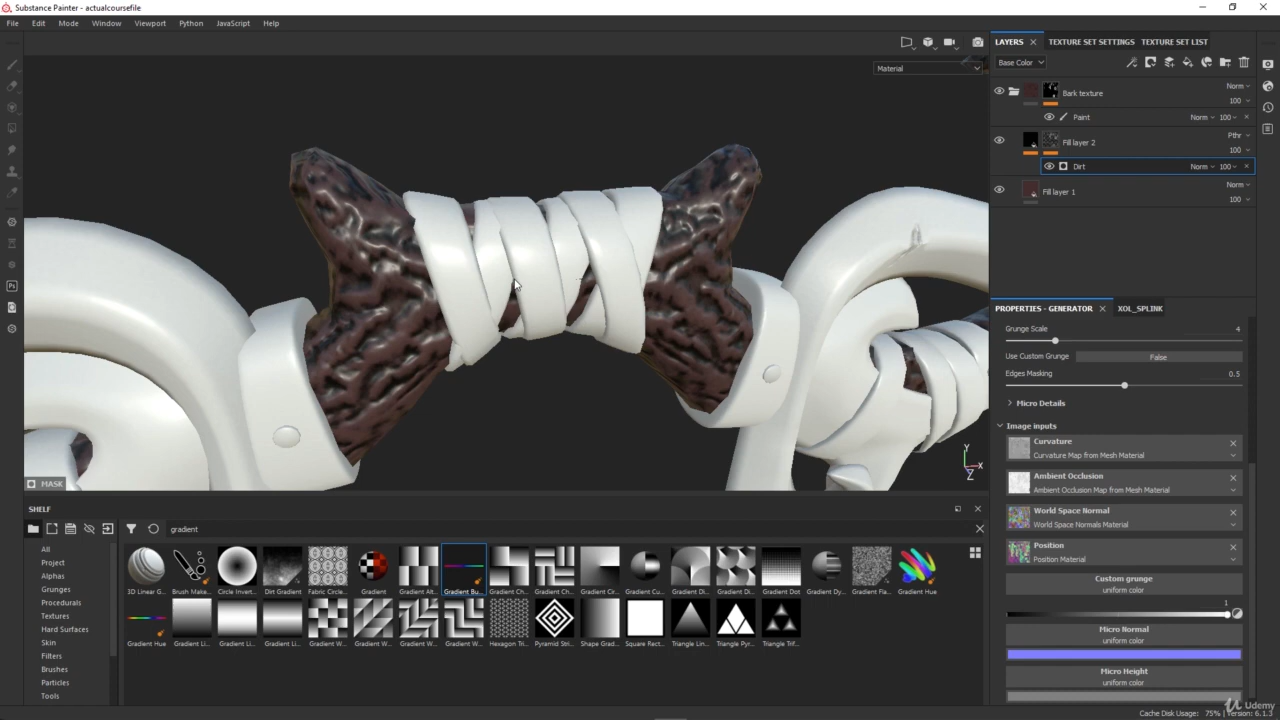 Substance Painter - actualcoursefile
File Edit Mode Window Viewport Python JavaScript Help
Material
MASK
LAYERS TEXTURE SET SETTINGS TEXTURE SET LIST
Base Color
Norm
Bark texture
100
Paint Norm 100
Pthr
Fill layer 2
100
Dirt Norm 100
Norm
Fill layer 1
100
PROPERTIES - GENERATOR XOL_SPLINK
Grunge Scale 4
Use Custom Grunge False
Edges Masking 0.5
Micro Details
Image inputs
Curvature
Curvature Map from Mesh Material
Ambient Occlusion
Ambient Occlusion Map from Mesh Material
World Space Normal
World Space Normals Material
Position
Position Material
Custom grunge
uniform color
1
Micro Normal
uniform color
Micro Height
uniform color
Y
X
Z
SHELF
gradient
All
Project
Alphas
Grunges
Procedurals
Textures
Hard Surfaces
Skin
Filters
Brushes
Particles
Tools
3D Linear G... Brush Make... Circle Invert... Dirt Gradient Fabric Circle... Gradient Gradient Alt... Gradient Bu... Gradient Ch... Gradient Ch... Gradient Cir... Gradient Cu... Gradient Di... Gradient Di... Gradient Dot Gradient Dy... Gradient Fla... Gradient Hue
Gradient Hue Gradient Li... Gradient Li... Gradient Li... Gradient W... Gradient W... Gradient W... Gradient W... Hexagon Tri... Pyramid Stri... Shape Grad... Square Rect... Triangle Lin... Triangle Pyr... Triangle Trif...
Cache Disk Usage: 75% | Version: 6.1.3
Udemy